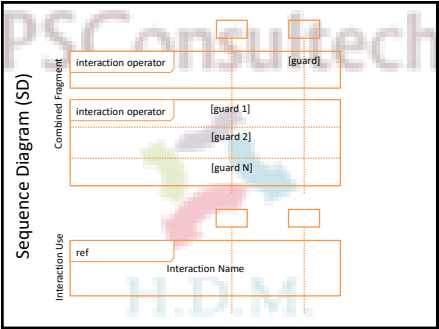 PSConsultech
Sequence Diagram (SD)
Combined Fragment
interaction operator
[guard]
interaction operator
[guard 1]
[guard 2]
[guard N]
Interaction Use
ref
Interaction Name
H.D.M.